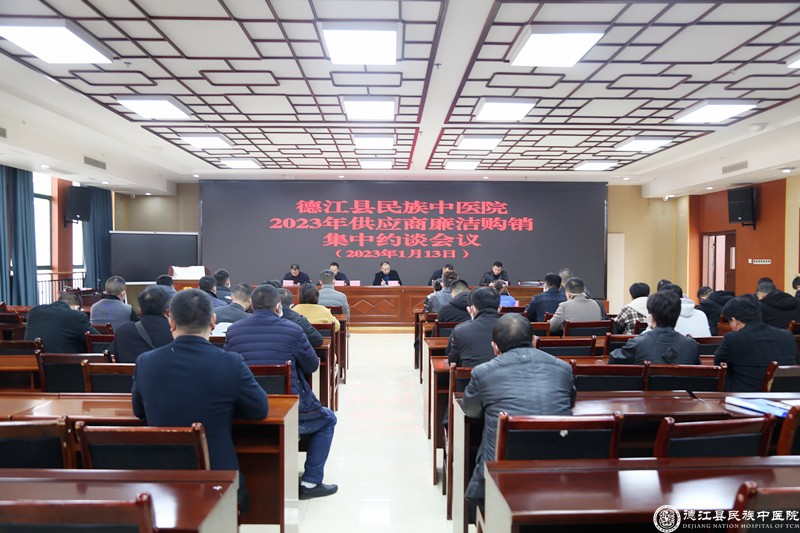 德江县民族中医院
2023年供应商廉洁购销
集中约谈会议
（2023年1月13日）
德江县民族中医院
DEJIANG NATION HOSPITAL OF TCM